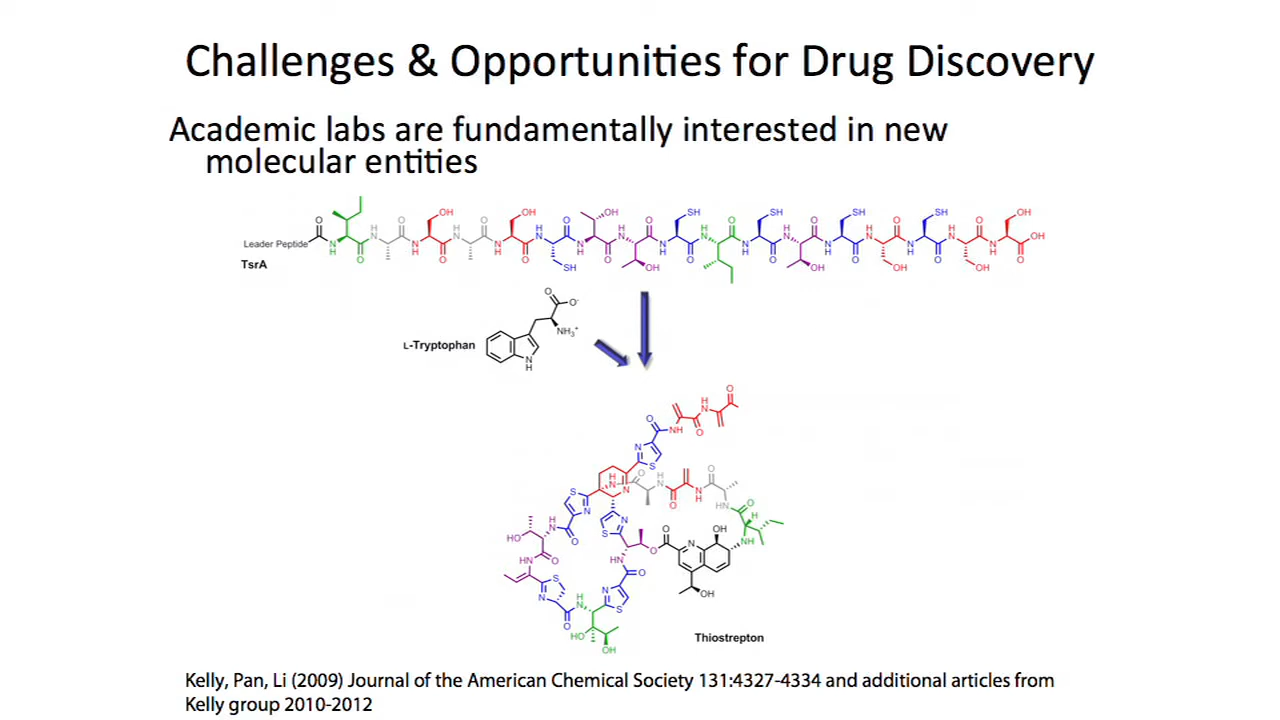 Challenges & Opportunities for Drug Discovery
Academic labs are fundamentally interested in new
molecular entities
Leader Peptide
TsrA
L-Tryptophan
Thiostrepton
Kelly, Pan, Li (2009) Journal of the American Chemical Society 131:4327-4334 and additional articles from
Kelly group 2010-2012